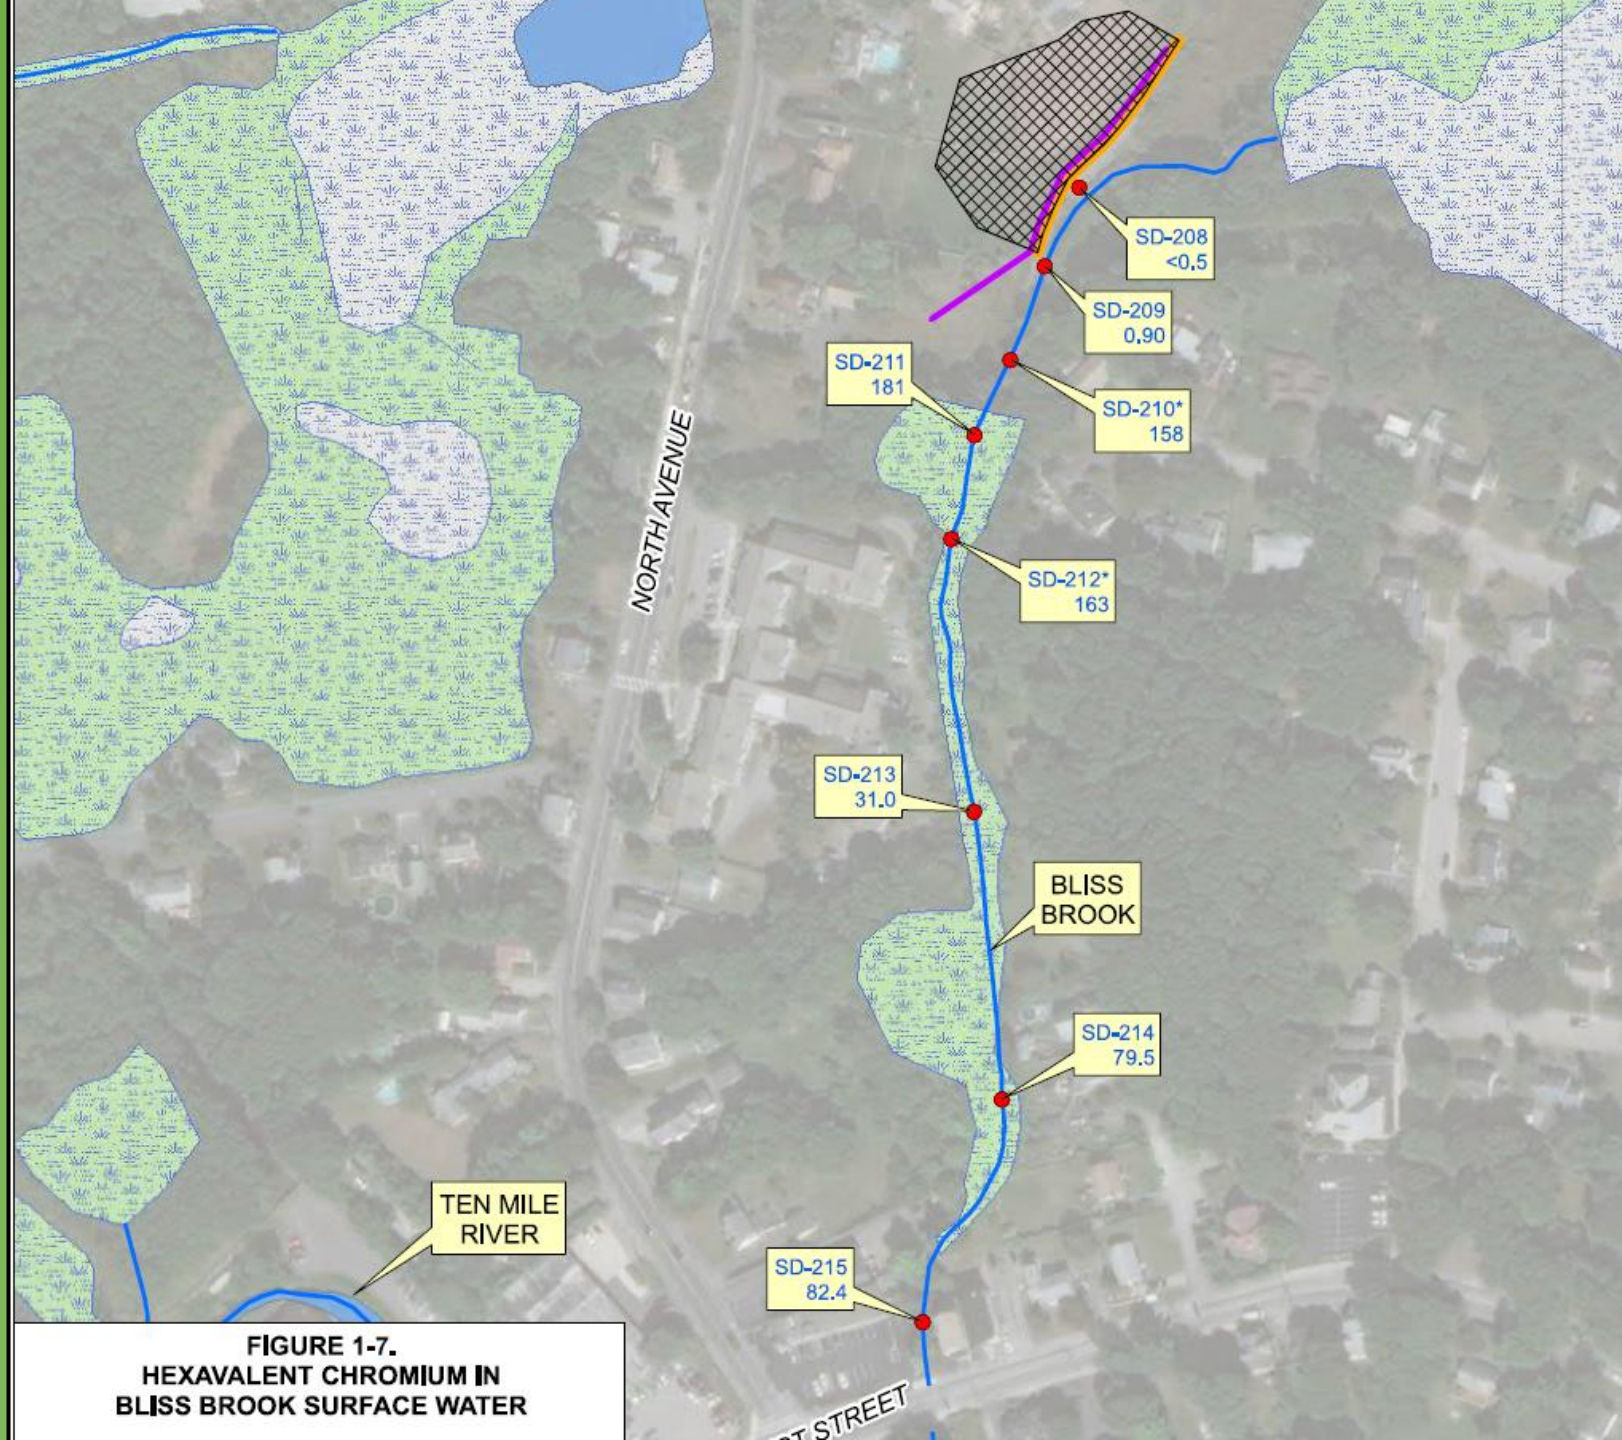 SD-208
<0.5
SD-209
0.90
SD-211
181
SD-210*
158
NORTH AVENUE
SD-212*
163
SD-213
31.0
BLISS
BROOK
SD-214
79.5
TEN MILE
RIVER
SD-215
82.4
FIGURE 1-7.
HEXAVALENT CHROMIUM IN
BLISS BROOK SURFACE WATER
STREET